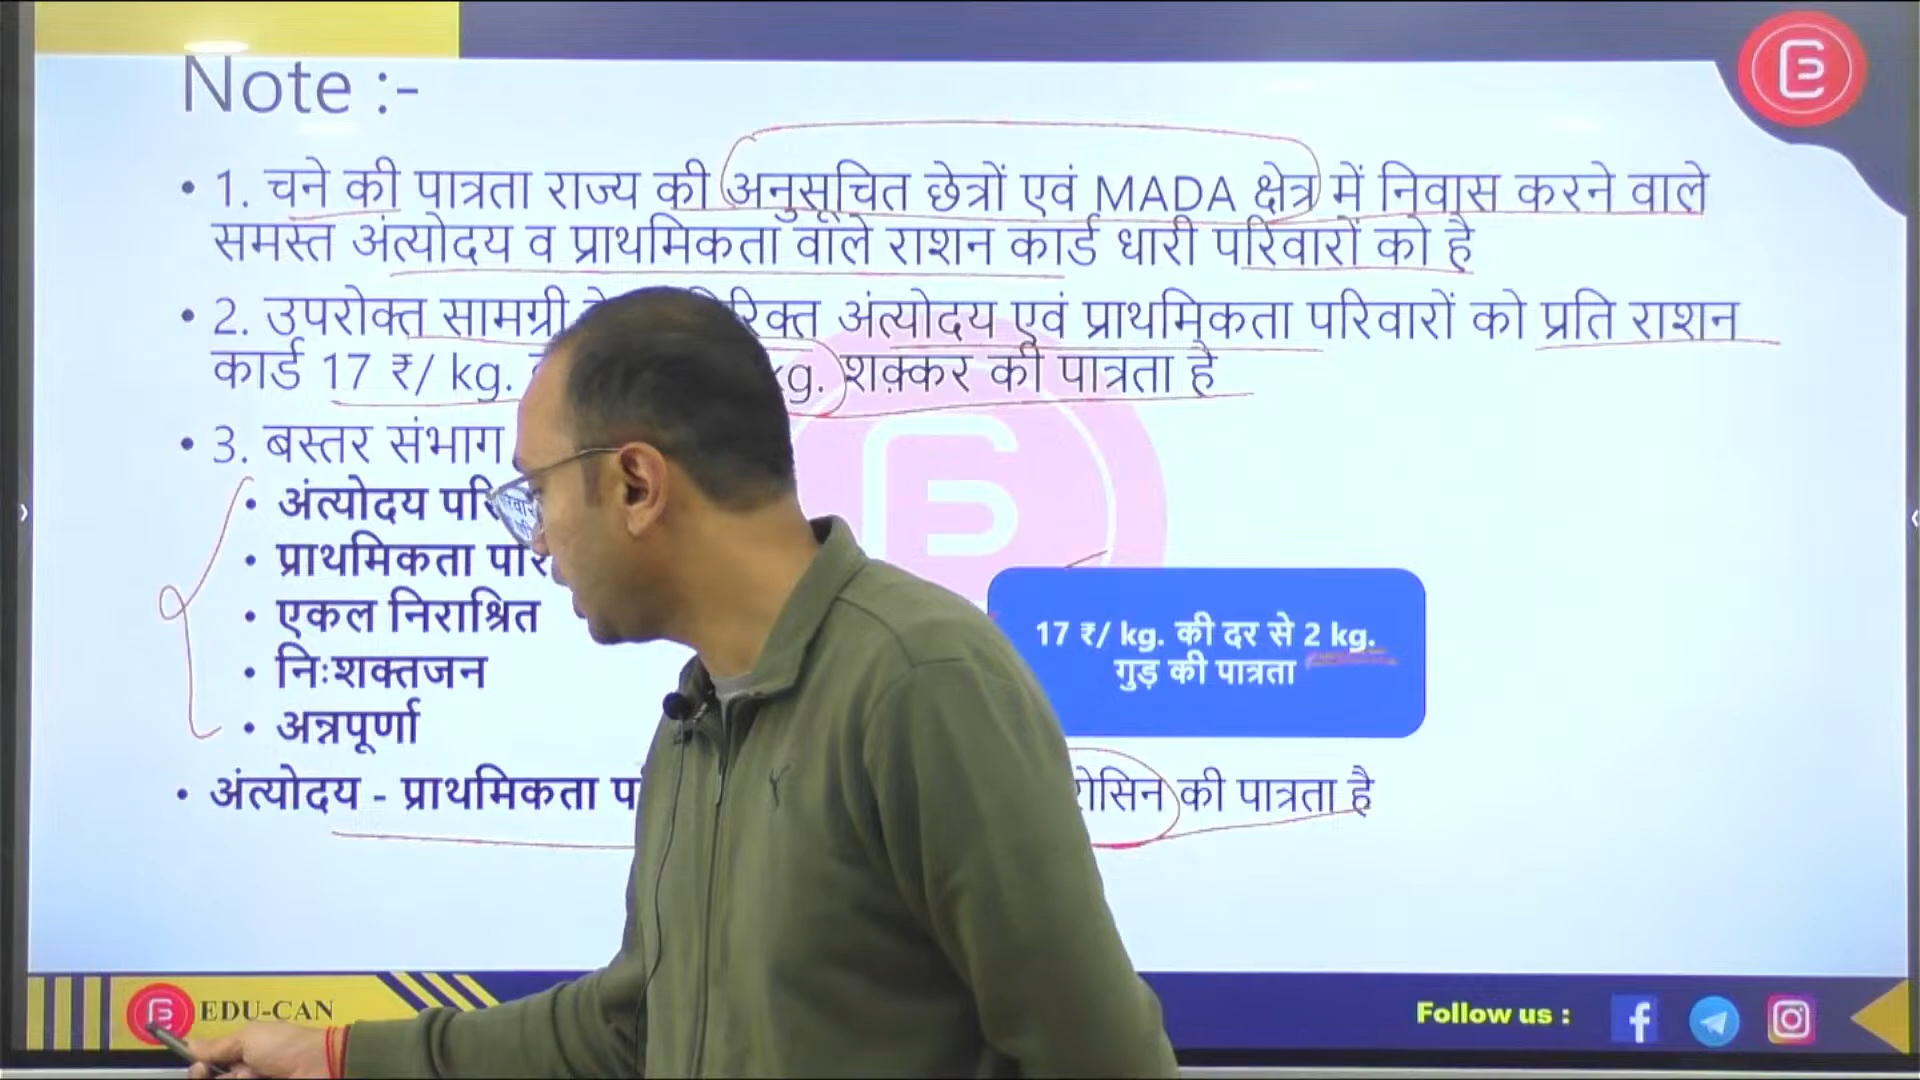 Note :-
• 1. चने की पात्रता राज्य की अनुसूचित छेत्रों एवं MADA क्षेत्र में निवास करने वाले
समस्त अंत्योदय व प्राथमिकता वाले राशन कार्ड धारी परिवारों को है
• 2. उपरोक्त सामग्री अंत्योदय एवं प्राथमिकता परिवारों को प्रति राशन
कार्ड 17 ₹/ kg. शक़्कर की पात्रता है
• 3. बस्तर संभाग
• अंत्योदय
• प्राथमिकता
• एकल निराश्रित
• निःशक्तजन
• अन्नपूर्णा
17 ₹/ kg. की दर से 2 kg.
गुड़ की पात्रता
• अंत्योदय - प्राथमिकता की पात्रता है
EDU-CAN
Follow us :